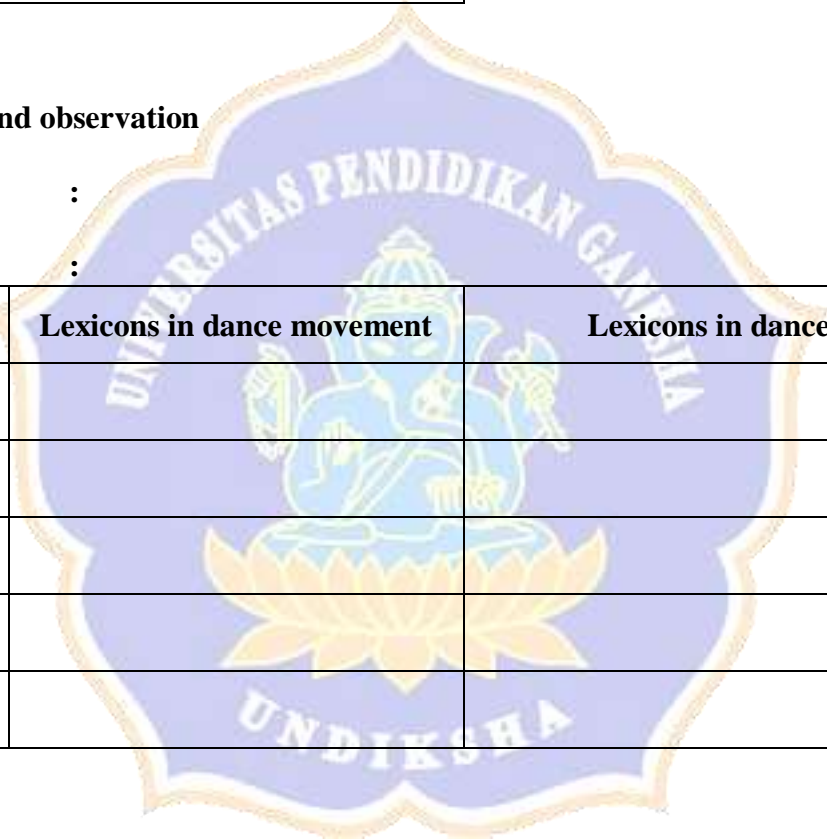 nd observation
:
:
Lexicons in dance movement Lexicons in dance
UNIVERSITAS PENDIDIKAN GANESHA
UNDIKSHA